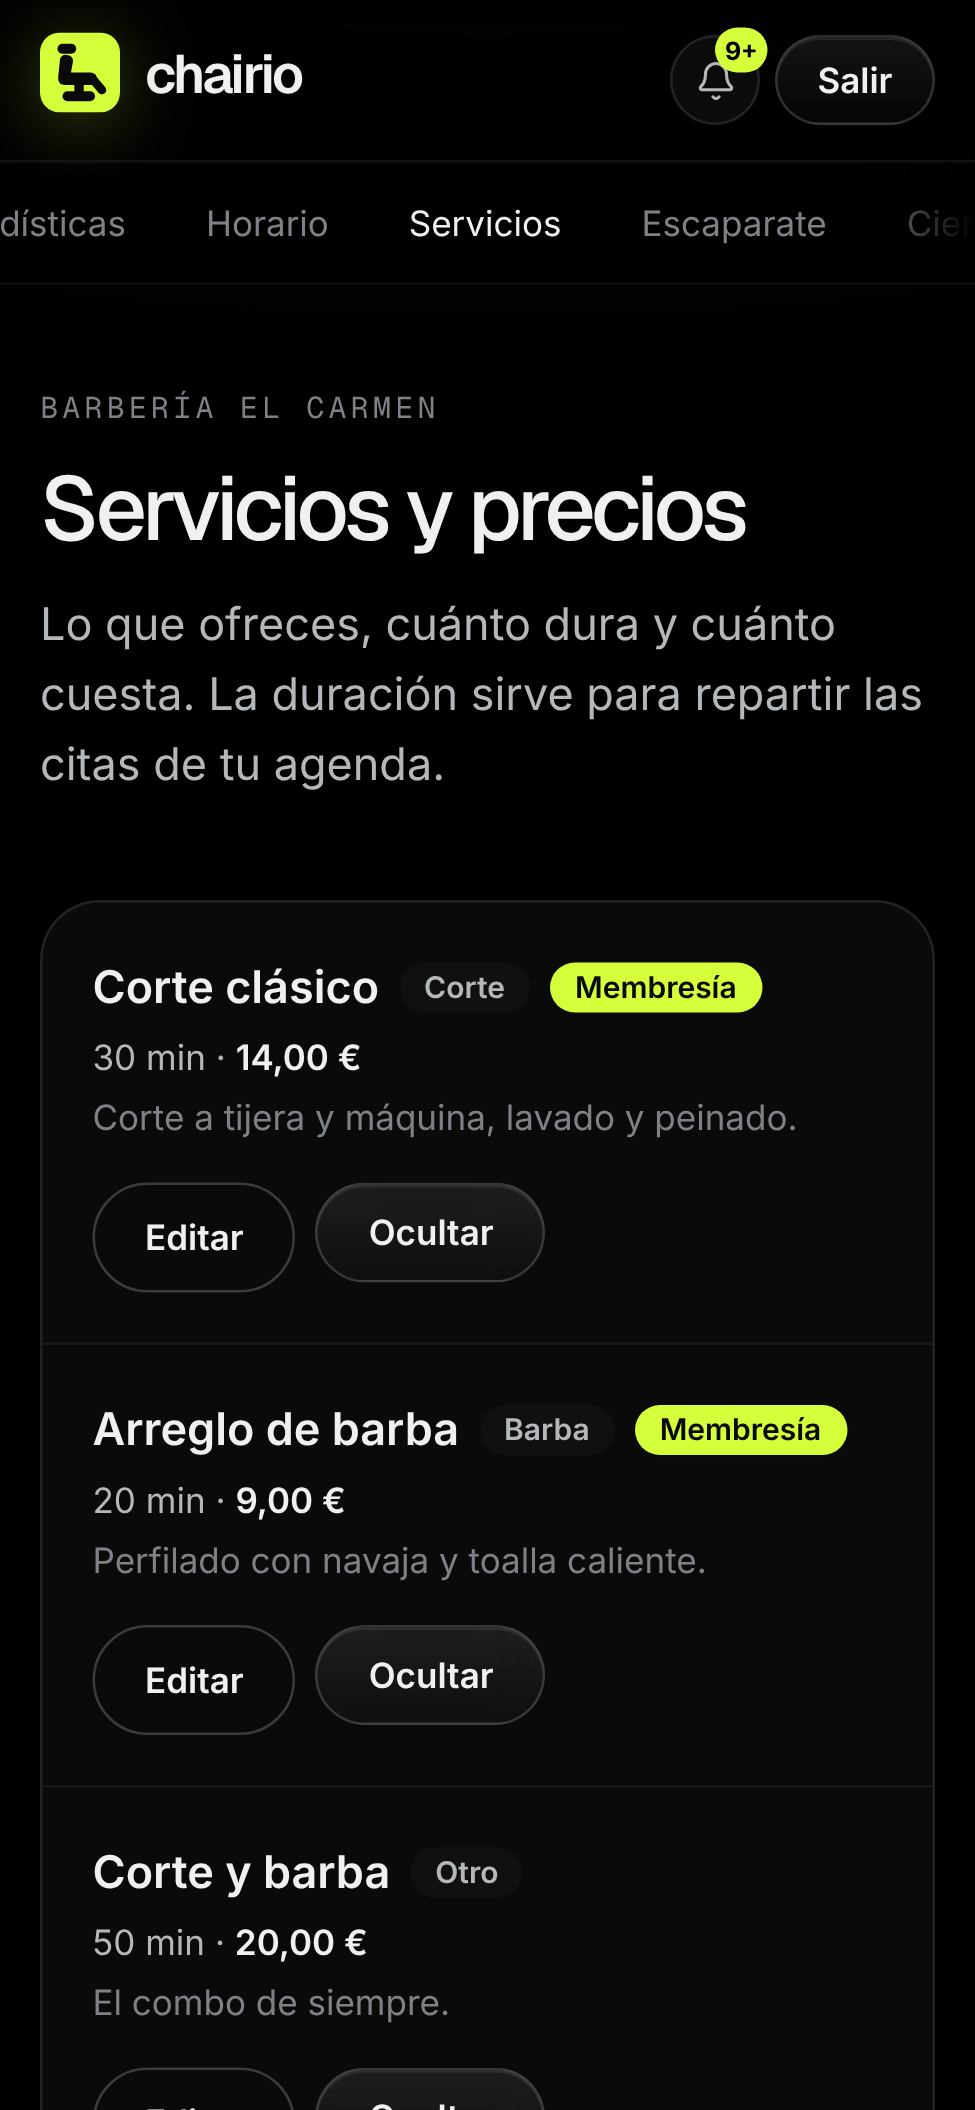 chairio
9+
Salir
dísticas Horario Servicios Escaparate Cier
BARBERÍA EL CARMEN
Servicios y precios
Lo que ofreces, cuánto dura y cuánto
cuesta. La duración sirve para repartir las
citas de tu agenda.
Corte clásico Corte Membresía
30 min · 14,00 €
Corte a tijera y máquina, lavado y peinado.
Editar Ocultar
Arreglo de barba Barba Membresía
20 min · 9,00 €
Perfilado con navaja y toalla caliente.
Editar Ocultar
Corte y barba Otro
50 min · 20,00 €
El combo de siempre.